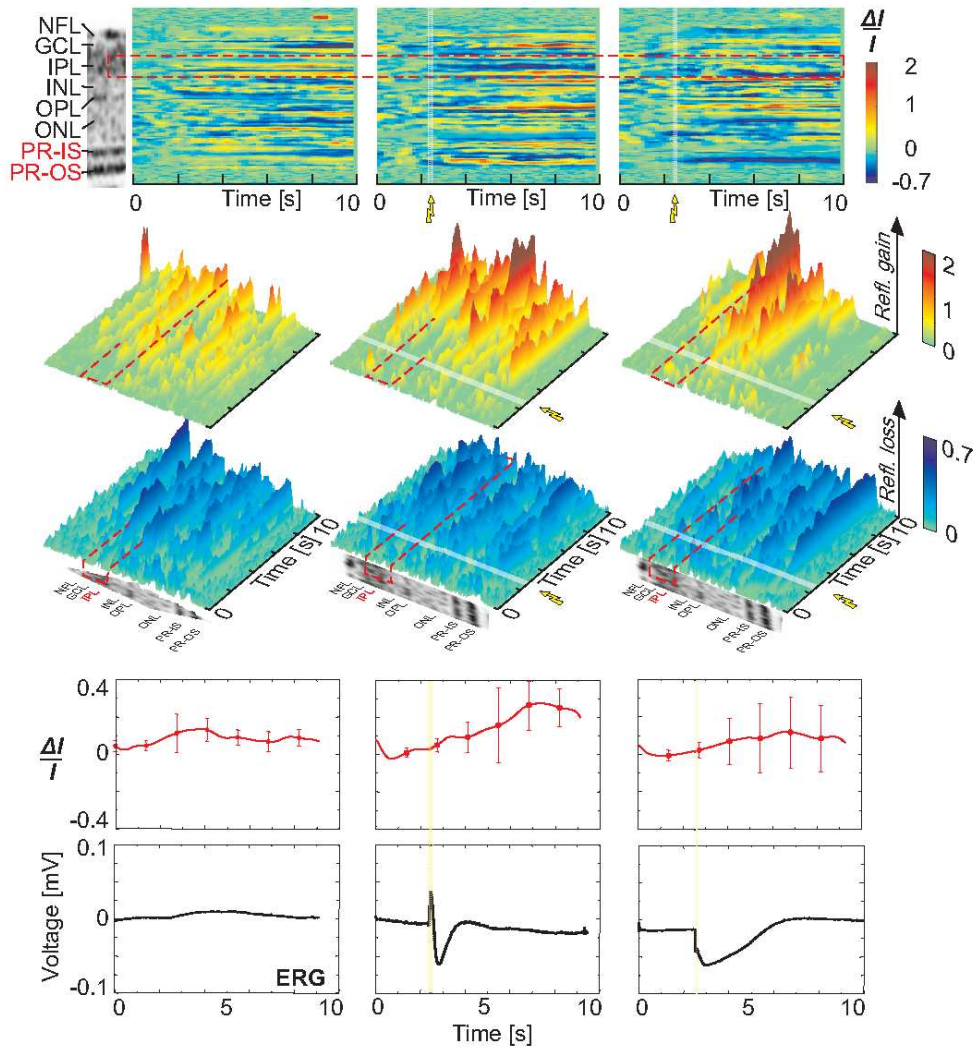 NFL
GCL
IPL
INL
OPL
ONL
PR-IS
PR-OS
ΔI
I
2
1
0
-0.7
0 Time [s] 10
0 Time [s] 10
0 Time [s] 10
Refl. gain
2
1
0
Refl. loss
0.7
0
0 Time [s] 10
NFL
GCL
IPL
INL
OPL
ONL
PR-IS
PR-OS
0 Time [s] 10
NFL
GCL
IPL
INL
OPL
ONL
PR-IS
PR-OS
0 Time [s] 10
NFL
GCL
IPL
INL
OPL
ONL
PR-IS
PR-OS
ΔI
I
0.4
0
-0.4
Voltage [mV]
0.1
0
-0.1
ERG
0 5 10
0 5 10
0 5 10
Time [s]